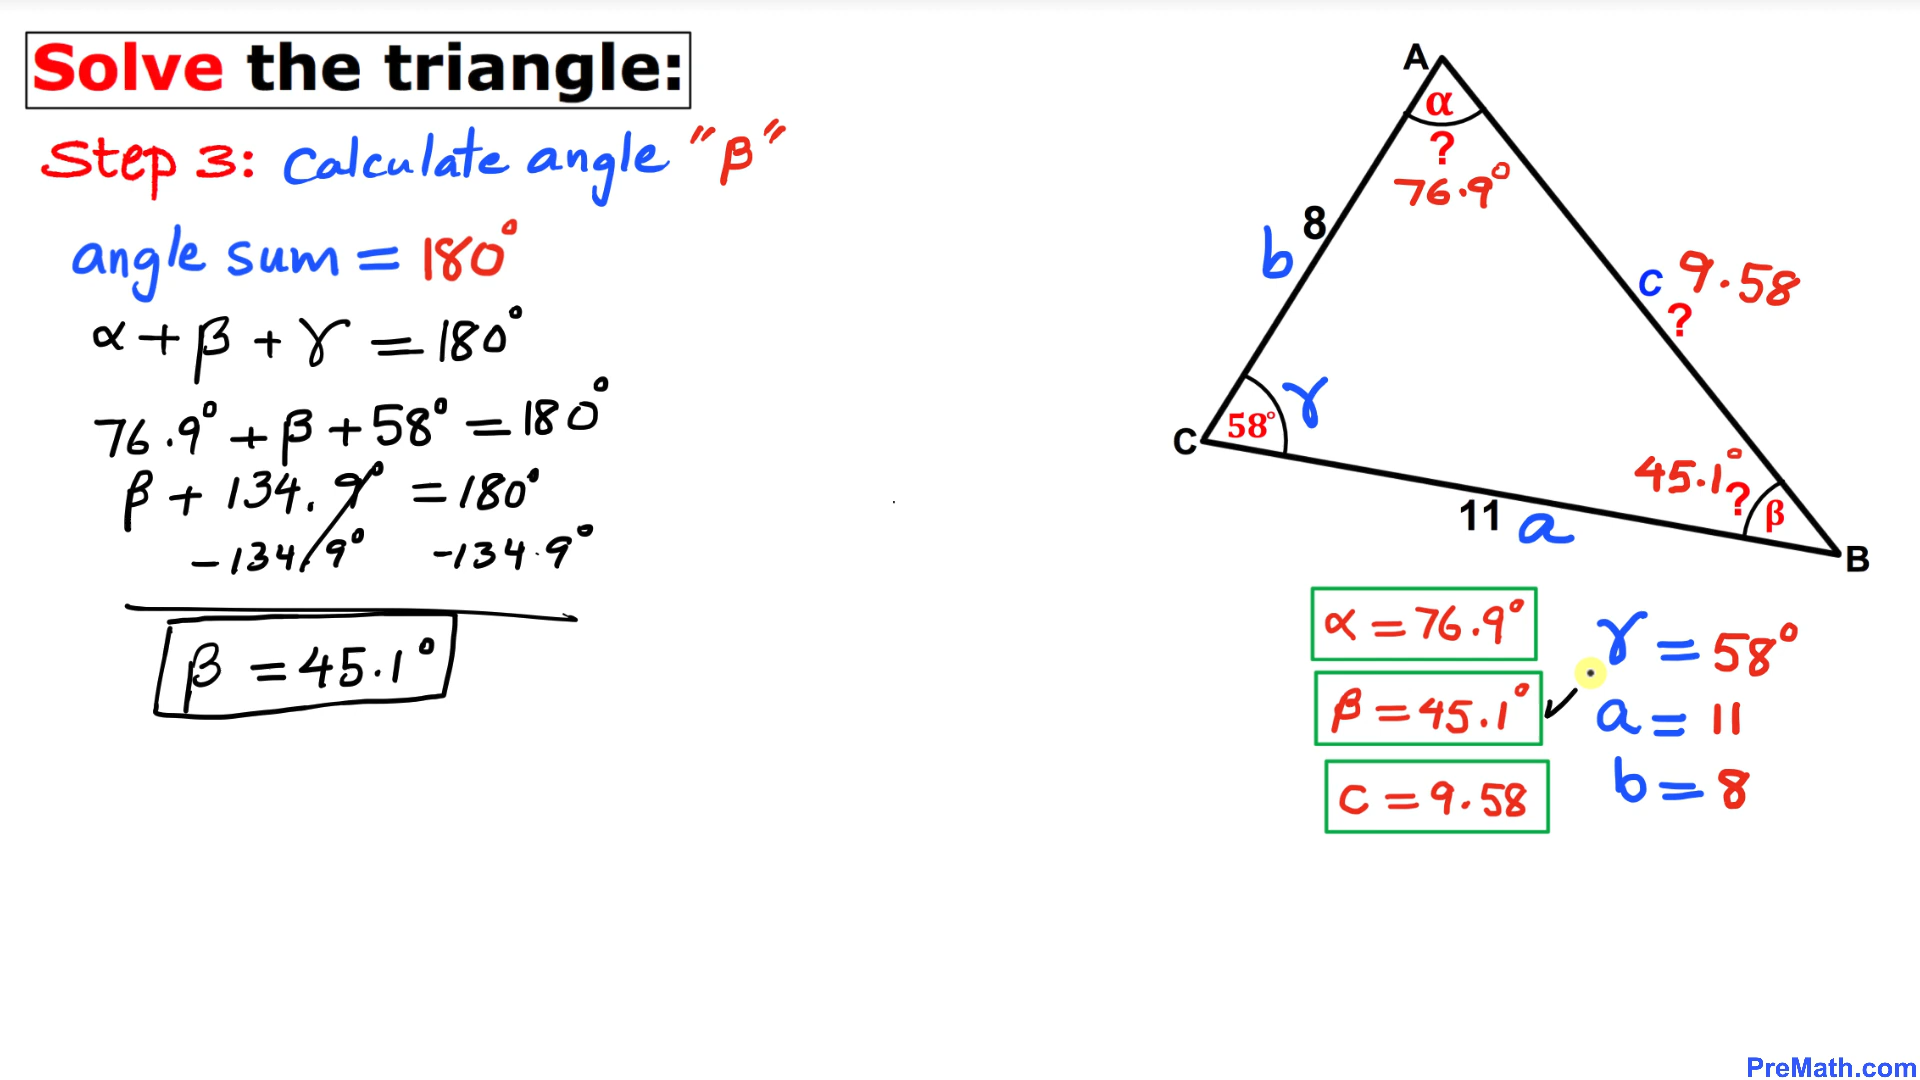 Solve the triangle:
Step 3: Calculate angle "β"
angle sum = 180°
α + β + γ = 180°
76.9° + β + 58° = 180°
β + 134.9° = 180°
-134.9° -134.9°
β = 45.1°
A
α
?
76.9°
8
b
c 9.58
?
γ
58°
C
45.1°
?
β
11 a
B
α = 76.9°
γ = 58°
β = 45.1°
a = 11
b = 8
c = 9.58
PreMath.com